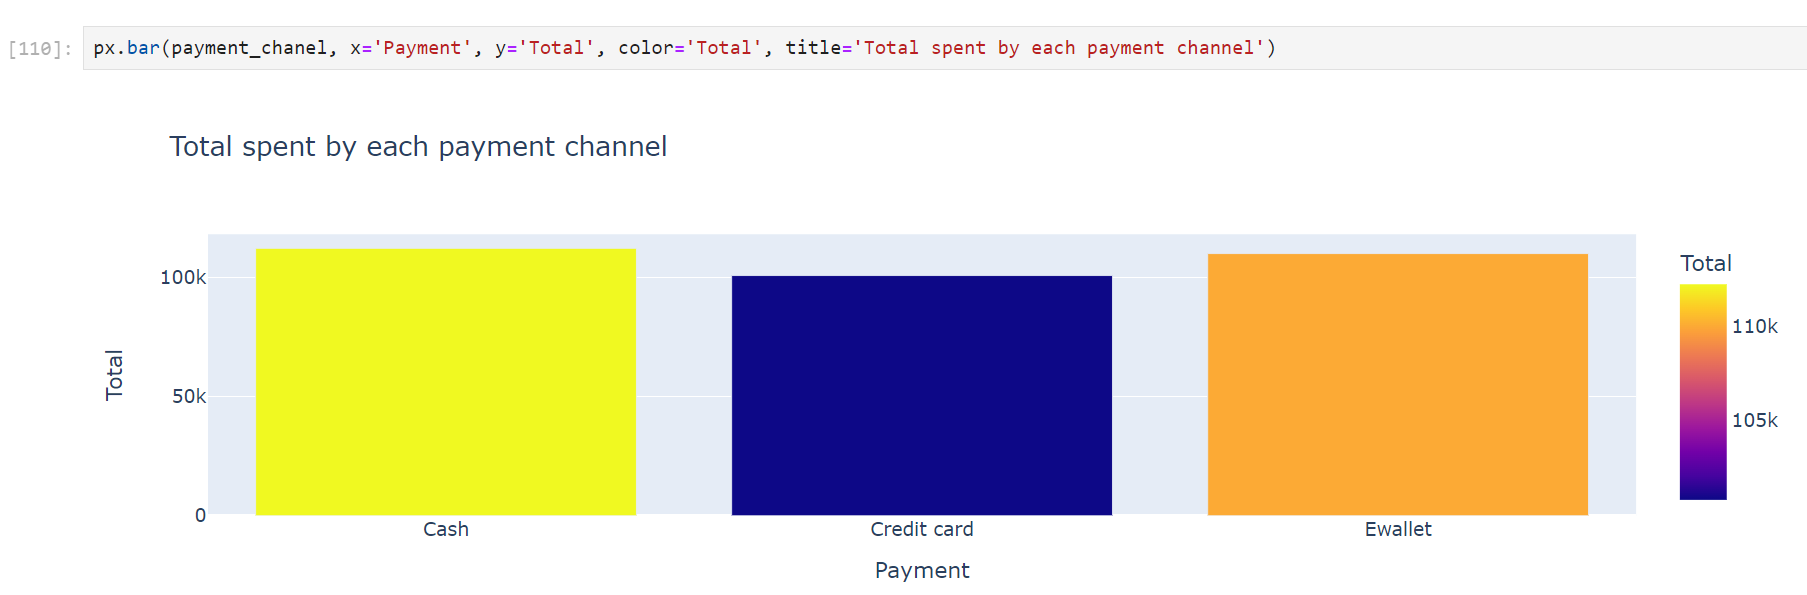 [110]: px.bar(payment_chanel, x='Payment', y='Total', color='Total', title='Total spent by each payment channel')
Total spent by each payment channel
Total
100k
50k
0
Cash
Credit card
Ewallet
Payment
Total
110k
105k